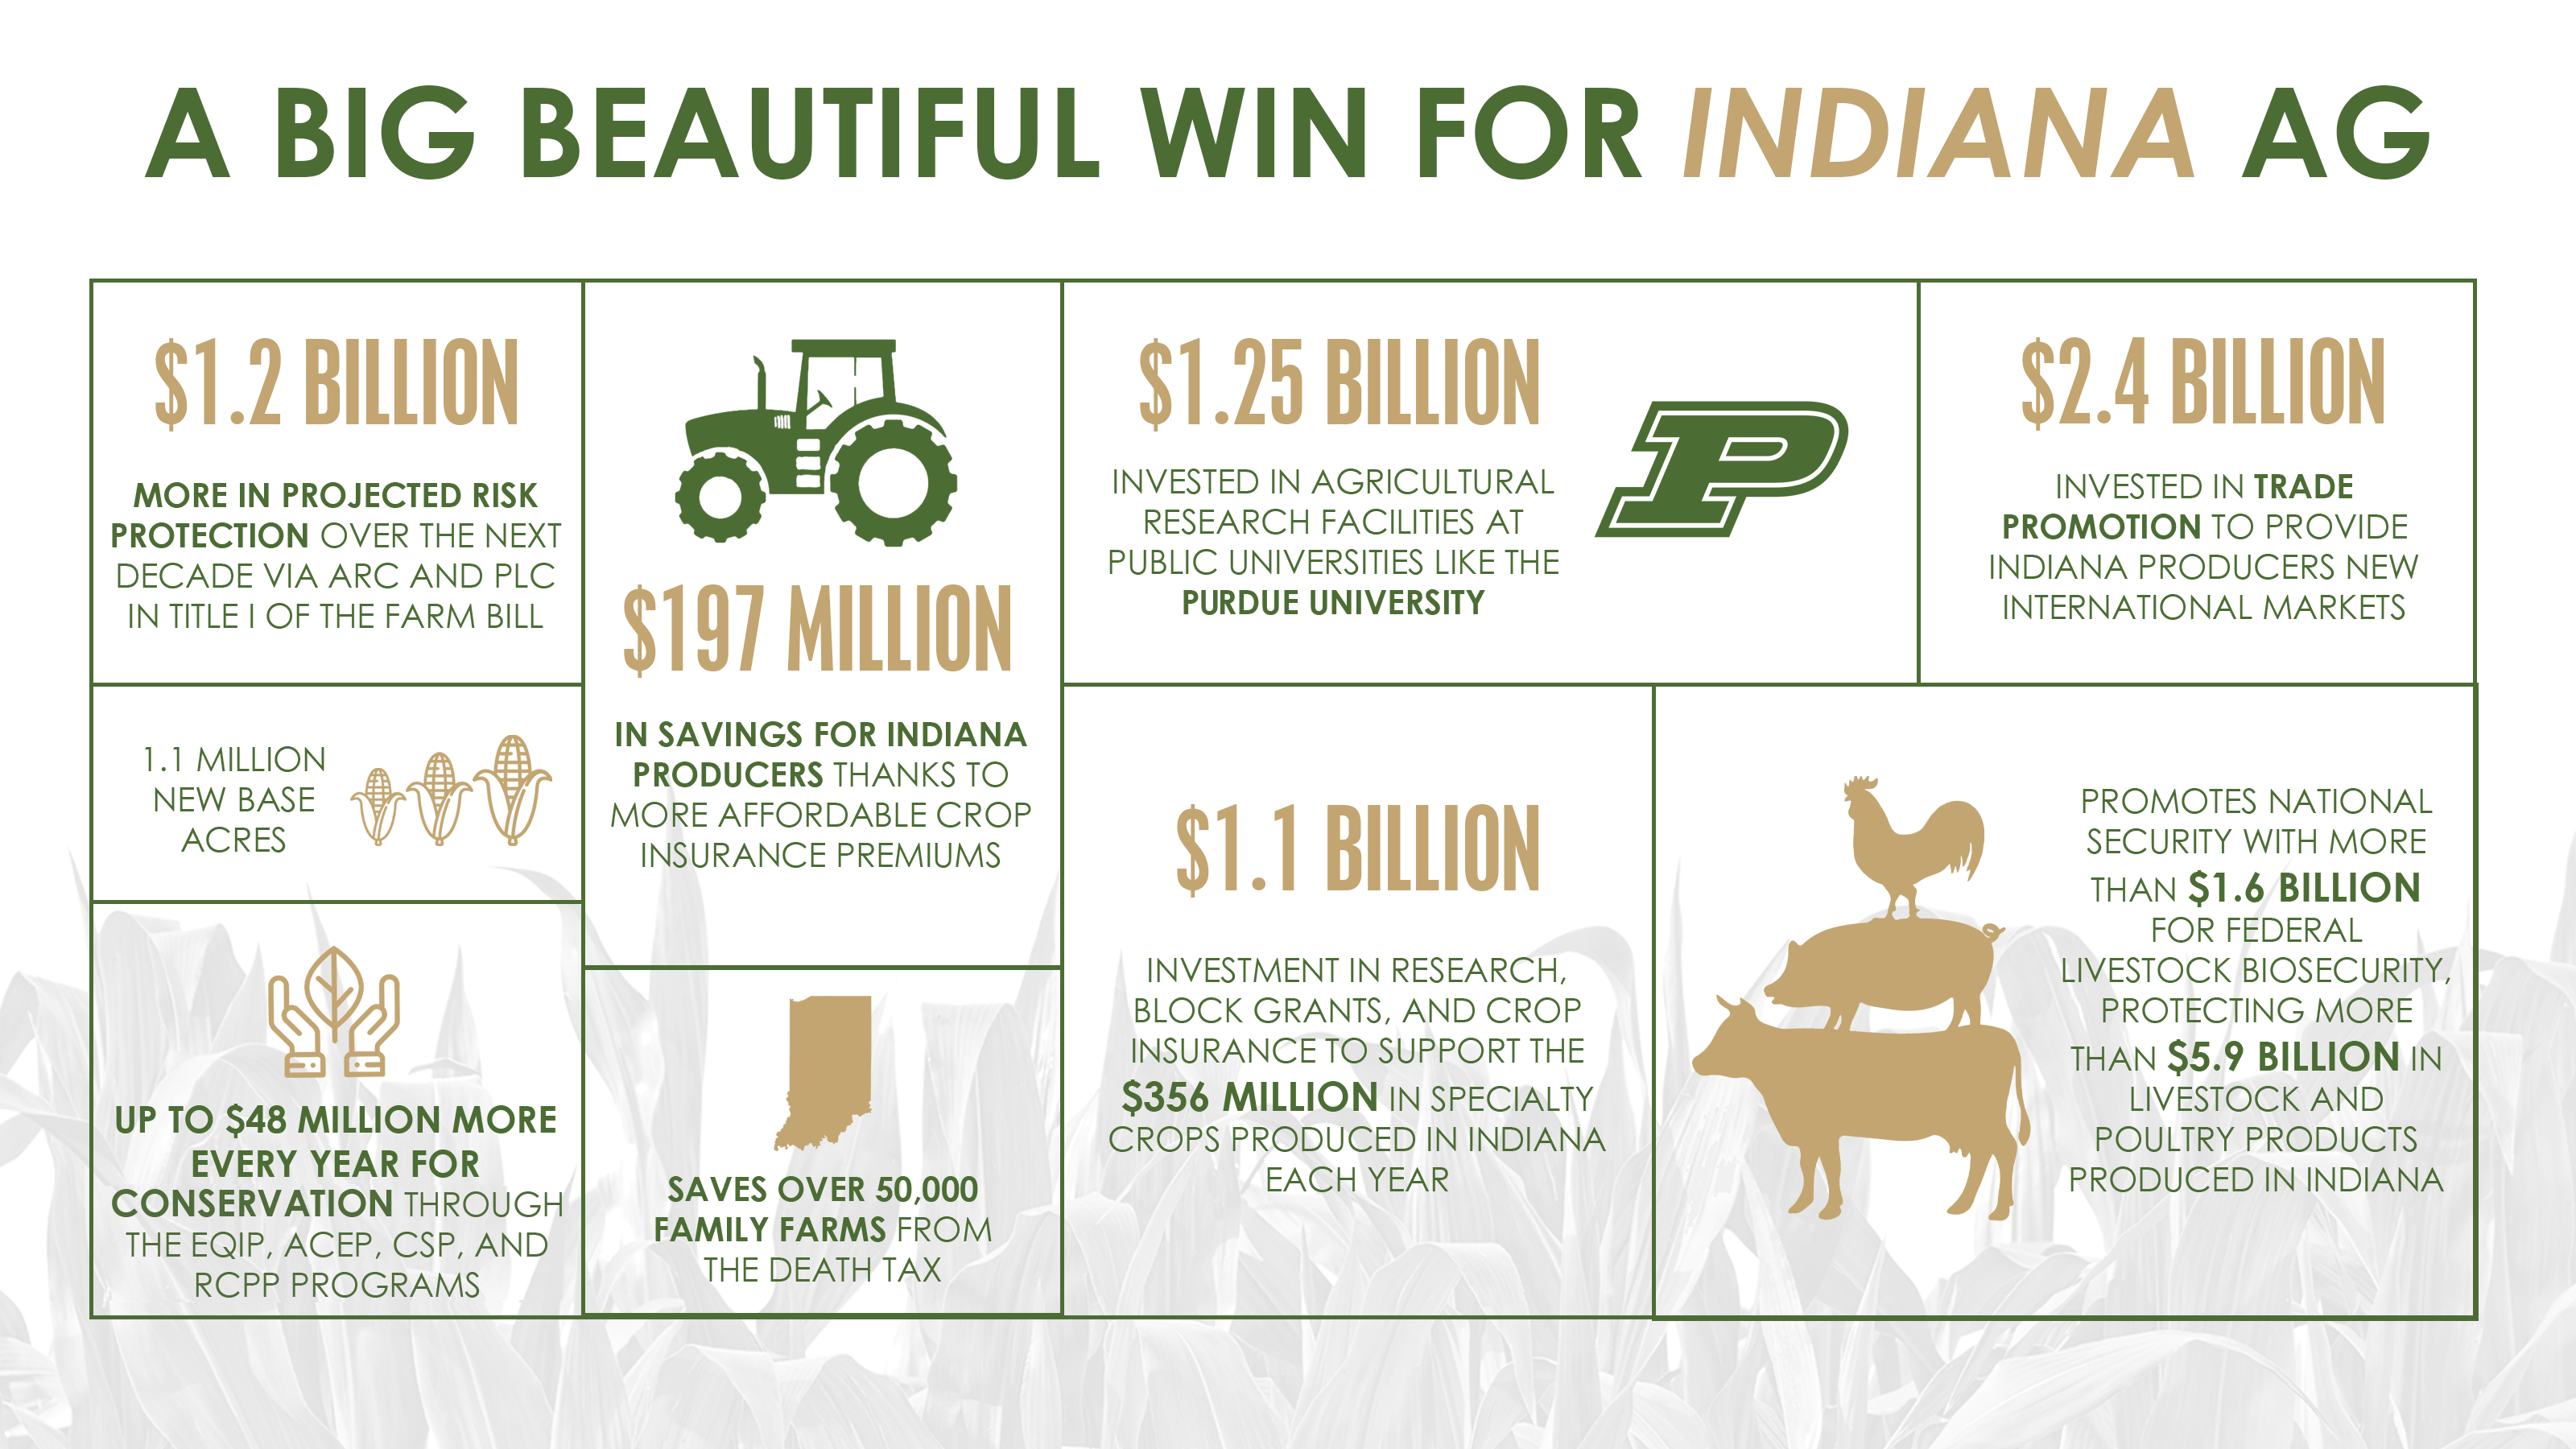 A BIG BEAUTIFUL WIN FOR INDIANA AG
$1.2 BILLION
MORE IN PROJECTED RISK
PROTECTION OVER THE NEXT
DECADE VIA ARC AND PLC
IN TITLE I OF THE FARM BILL
1.1 MILLION
NEW BASE
ACRES
UP TO $48 MILLION MORE
EVERY YEAR FOR
CONSERVATION THROUGH
THE EQIP, ACEP, CSP, AND
RCPP PROGRAMS
$197 MILLION
IN SAVINGS FOR INDIANA
PRODUCERS THANKS TO
MORE AFFORDABLE CROP
INSURANCE PREMIUMS
SAVES OVER 50,000
FAMILY FARMS FROM
THE DEATH TAX
$1.25 BILLION
INVESTED IN AGRICULTURAL
RESEARCH FACILITIES AT
PUBLIC UNIVERSITIES LIKE THE
PURDUE UNIVERSITY
P
$2.4 BILLION
INVESTED IN TRADE
PROMOTION TO PROVIDE
INDIANA PRODUCERS NEW
INTERNATIONAL MARKETS
$1.1 BILLION
INVESTMENT IN RESEARCH,
BLOCK GRANTS, AND CROP
INSURANCE TO SUPPORT THE
$356 MILLION IN SPECIALTY
CROPS PRODUCED IN INDIANA
EACH YEAR
PROMOTES NATIONAL
SECURITY WITH MORE
THAN $1.6 BILLION
FOR FEDERAL
LIVESTOCK BIOSECURITY,
PROTECTING MORE
THAN $5.9 BILLION IN
LIVESTOCK AND
POULTRY PRODUCTS
PRODUCED IN INDIANA